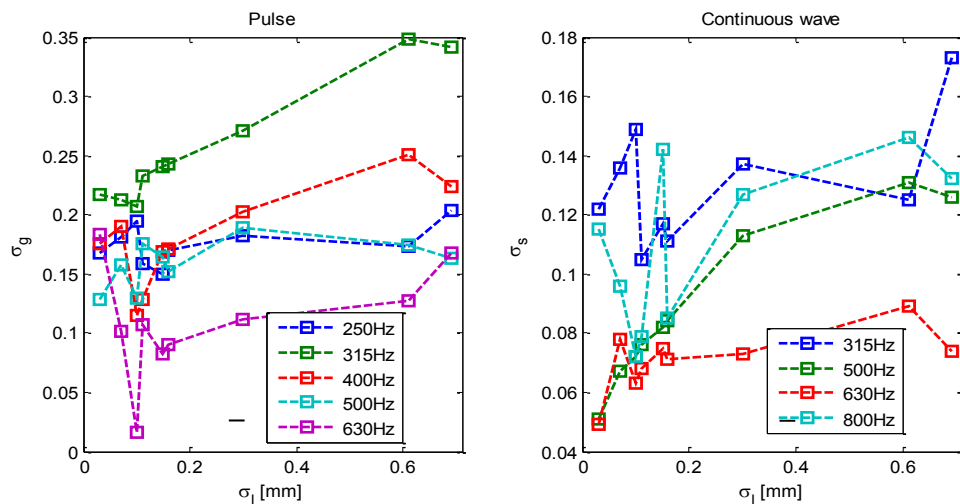 Pulse
0.35
0.3
0.25
0.2
0.15
0.1
0.05
0
σg
250Hz
315Hz
400Hz
500Hz
630Hz
0 0.2 0.4 0.6
σl [mm]
Continuous wave
0.18
0.16
0.14
0.12
0.1
0.08
0.06
0.04
σs
315Hz
500Hz
630Hz
800Hz
0 0.2 0.4 0.6
σl [mm]